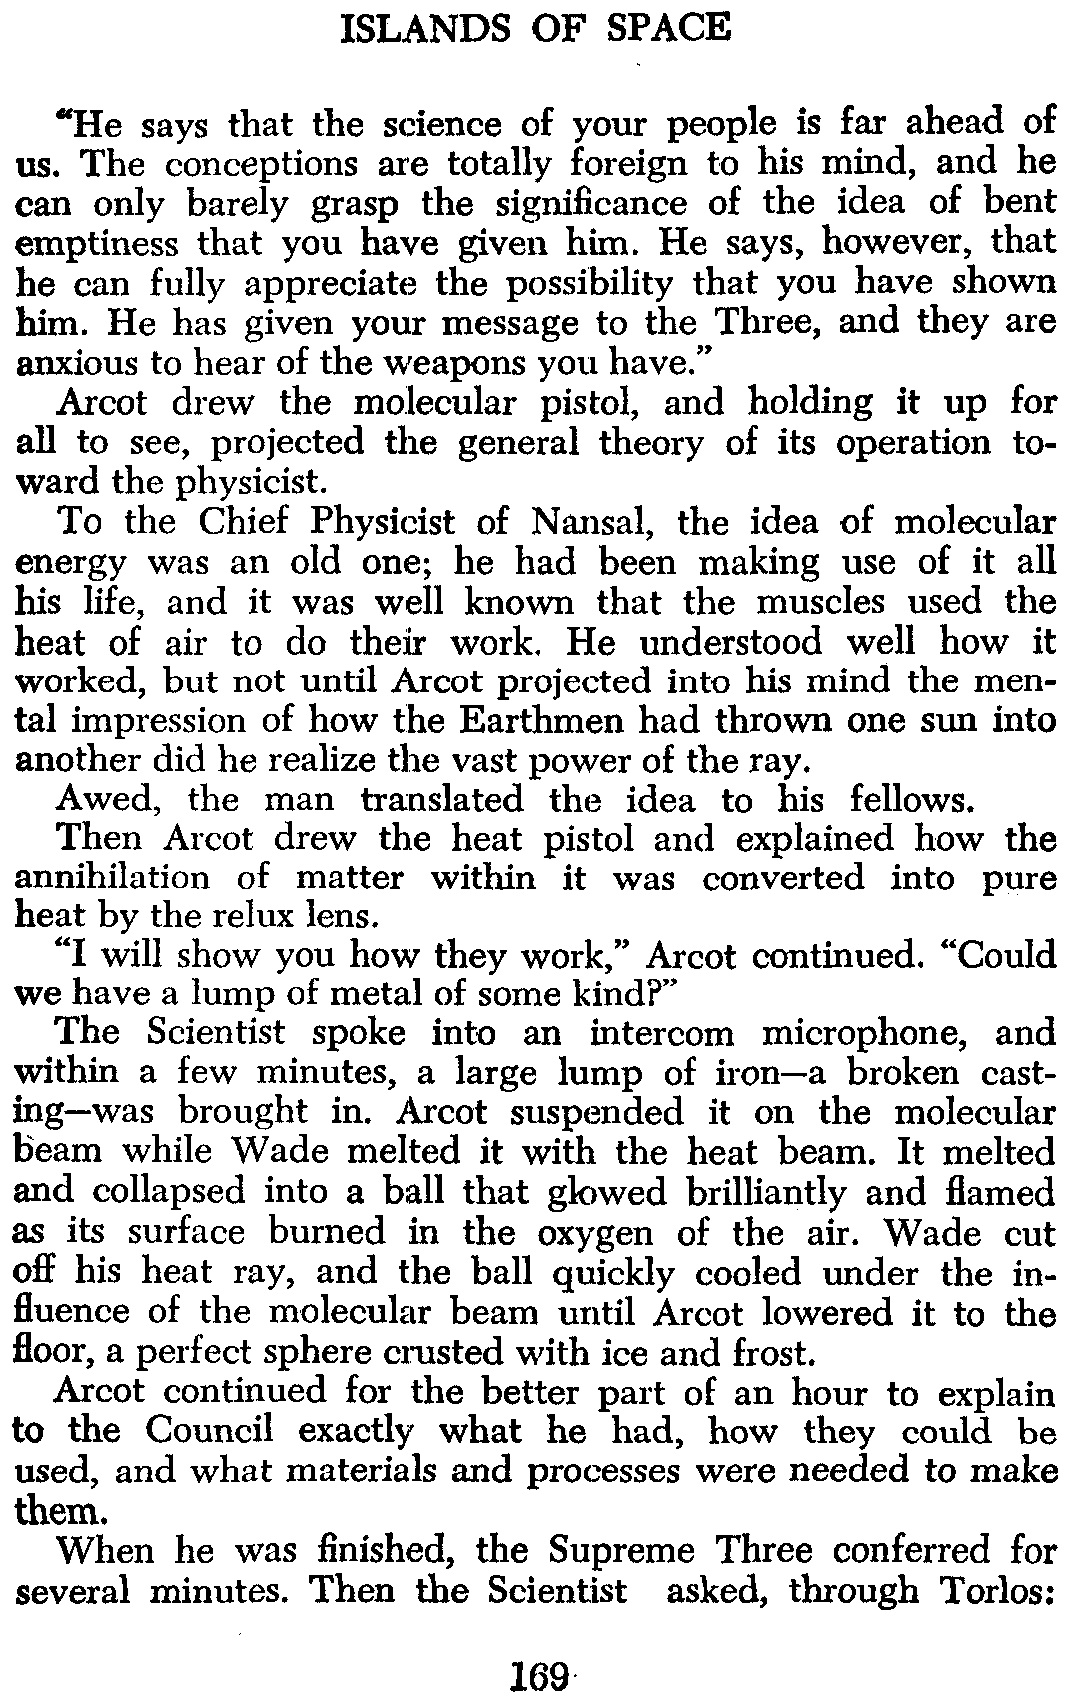 ISLANDS OF SPACE
“He says that the science of your people is far ahead of
us. The conceptions are totally foreign to his mind, and he
can only barely grasp the significance of the idea of bent
emptiness that you have given him. He says, however, that
he can fully appreciate the possibility that you have shown
him. He has given your message to the Three, and they are
anxious to hear of the weapons you have.”
Arcot drew the molecular pistol, and holding it up for
all to see, projected the general theory of its operation to-
ward the physicist.
To the Chief Physicist of Nansal, the idea of molecular
energy was an old one; he had been making use of it all
his life, and it was well known that the muscles used the
heat of air to do their work. He understood well how it
worked, but not until Arcot projected into his mind the men-
tal impression of how the Earthmen had thrown one sun into
another did he realize the vast power of the ray.
Awed, the man translated the idea to his fellows.
Then Arcot drew the heat pistol and explained how the
annihilation of matter within it was converted into pure
heat by the relux lens.
“I will show you how they work,” Arcot continued. “Could
we have a lump of metal of some kind?”
The Scientist spoke into an intercom microphone, and
within a few minutes, a large lump of iron—a broken cast-
ing—was brought in. Arcot suspended it on the molecular
beam while Wade melted it with the heat beam. It melted
and collapsed into a ball that glowed brilliantly and flamed
as its surface burned in the oxygen of the air. Wade cut
off his heat ray, and the ball quickly cooled under the in-
fluence of the molecular beam until Arcot lowered it to the
floor, a perfect sphere crusted with ice and frost.
Arcot continued for the better part of an hour to explain
to the Council exactly what he had, how they could be
used, and what materials and processes were needed to make
them.
When he was finished, the Supreme Three conferred for
several minutes. Then the Scientist asked, through Torlos:
169